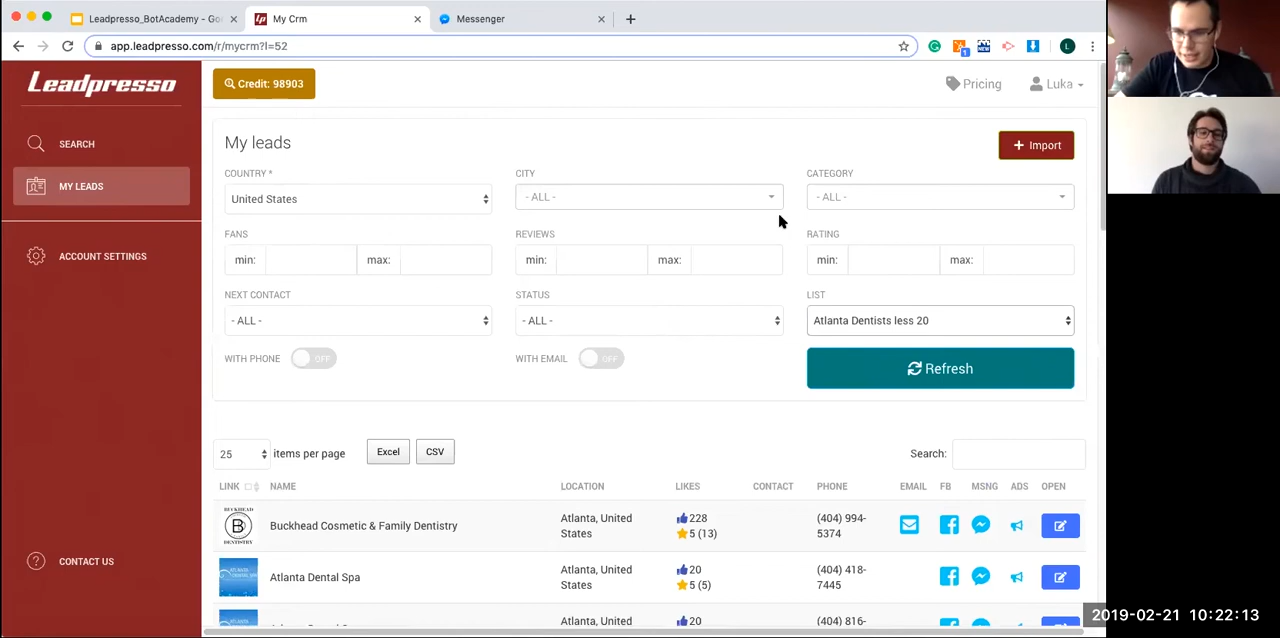 Leadpresso_BotAcademy - Go
My Crm
Messenger
app.leadpresso.com/r/mycrm?l=52
Leadpresso
SEARCH
MY LEADS
ACCOUNT SETTINGS
CONTACT US
Credit: 98903
Pricing
Luka
My leads
+ Import
COUNTRY *
CITY
CATEGORY
United States
- ALL -
- ALL -
FANS
REVIEWS
RATING
min: max:
min: max:
min: max:
NEXT CONTACT
STATUS
LIST
- ALL -
- ALL -
Atlanta Dentists less 20
WITH PHONE OFF
WITH EMAIL OFF
Refresh
25 items per page Excel CSV
Search:
LINK NAME LOCATION LIKES CONTACT PHONE EMAIL FB MSNG ADS OPEN
BUCKHEAD
B
DENTISTRY
Buckhead Cosmetic & Family Dentistry
Atlanta, United
States
228
5 (13)
(404) 994-
5374
Atlanta Dental Spa
Atlanta, United
States
20
5 (5)
(404) 418-
7445
Atlanta, United
20
(404) 816-
2019-02-21 10:22:13